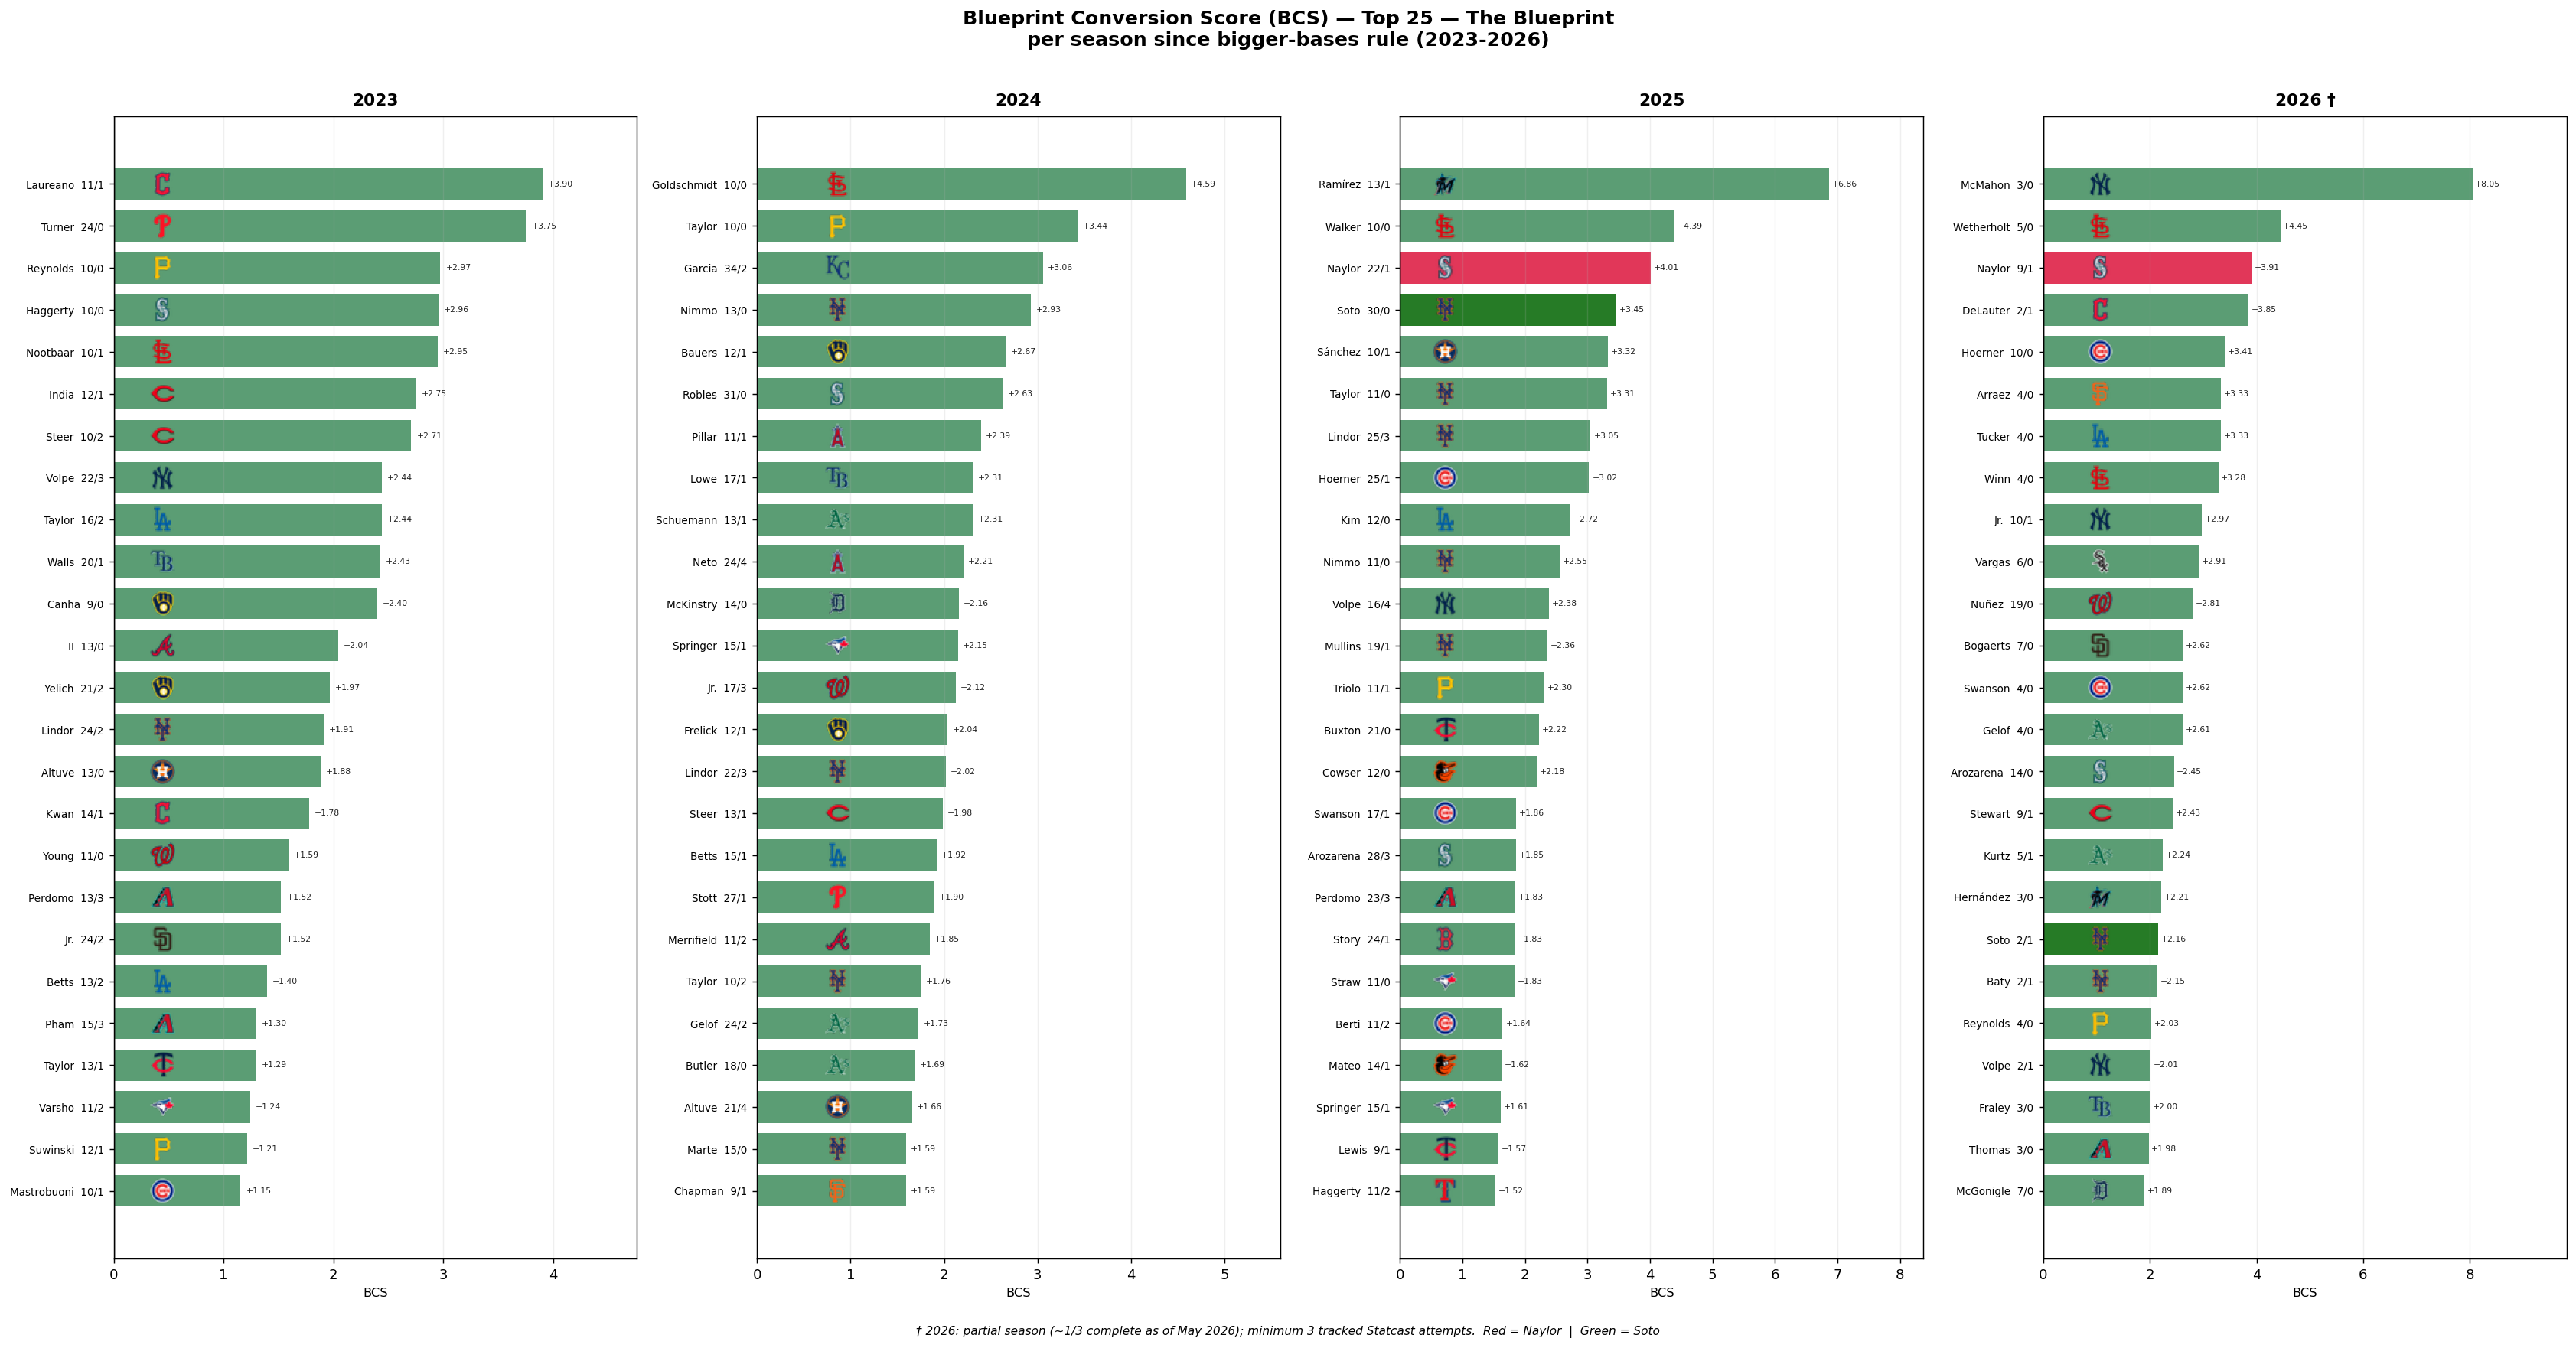 Blueprint Conversion Score (BCS) — Top 25 — The Blueprint
per season since bigger-bases rule (2023-2026)
2023
Laureano 11/1 +3.90
Turner 24/0 +3.75
Reynolds 10/0 +2.97
Haggerty 10/0 +2.96
Nootbaar 10/1 +2.95
India 12/1 +2.75
Steer 10/2 +2.71
Volpe 22/3 +2.44
Taylor 16/2 +2.44
Walls 20/1 +2.43
Canha 9/0 +2.40
II 13/0 +2.04
Yelich 21/2 +1.97
Lindor 24/2 +1.91
Altuve 13/0 +1.88
Kwan 14/1 +1.78
Young 11/0 +1.59
Perdomo 13/3 +1.52
Jr. 24/2 +1.52
Betts 13/2 +1.40
Pham 15/3 +1.30
Taylor 13/1 +1.29
Varsho 11/2 +1.24
Suwinski 12/1 +1.21
Mastrobuoni 10/1 +1.15
0 1 2 3 4
BCS
2024
Goldschmidt 10/0 +4.59
Taylor 10/0 +3.44
Garcia 34/2 +3.06
Nimmo 13/0 +2.93
Bauers 12/1 +2.67
Robles 31/0 +2.63
Pillar 11/1 +2.39
Lowe 17/1 +2.31
Schuemann 13/1 +2.31
Neto 24/4 +2.21
McKinstry 14/0 +2.16
Springer 15/1 +2.15
Jr. 17/3 +2.12
Frelick 12/1 +2.04
Lindor 22/3 +2.02
Steer 13/1 +1.98
Betts 15/1 +1.92
Stott 27/1 +1.90
Merrifield 11/2 +1.85
Taylor 10/2 +1.76
Gelof 24/2 +1.73
Butler 18/0 +1.69
Altuve 21/4 +1.66
Marte 15/0 +1.59
Chapman 9/1 +1.59
0 1 2 3 4 5
BCS
2025
Ramírez 13/1 +6.86
Walker 10/0 +4.39
Naylor 22/1 +4.01
Soto 30/0 +3.45
Sánchez 10/1 +3.32
Taylor 11/0 +3.31
Lindor 25/3 +3.05
Hoerner 25/1 +3.02
Kim 12/0 +2.72
Nimmo 11/0 +2.55
Volpe 16/4 +2.38
Mullins 19/1 +2.36
Triolo 11/1 +2.30
Buxton 21/0 +2.22
Cowser 12/0 +2.18
Swanson 17/1 +1.86
Arozarena 28/3 +1.85
Perdomo 23/3 +1.83
Story 24/1 +1.83
Straw 11/0 +1.83
Berti 11/2 +1.64
Mateo 14/1 +1.62
Springer 15/1 +1.61
Lewis 9/1 +1.57
Haggerty 11/2 +1.52
0 1 2 3 4 5 6 7 8
BCS
2026 †
McMahon 3/0 +8.05
Wetherholt 5/0 +4.45
Naylor 9/1 +3.91
DeLauter 2/1 +3.85
Hoerner 10/0 +3.41
Arraez 4/0 +3.33
Tucker 4/0 +3.33
Winn 4/0 +3.28
Jr. 10/1 +2.97
Vargas 6/0 +2.91
Nuñez 19/0 +2.81
Bogaerts 7/0 +2.62
Swanson 4/0 +2.62
Gelof 4/0 +2.61
Arozarena 14/0 +2.45
Stewart 9/1 +2.43
Kurtz 5/1 +2.24
Hernández 3/0 +2.21
Soto 2/1 +2.16
Baty 2/1 +2.15
Reynolds 4/0 +2.03
Volpe 2/1 +2.01
Fraley 3/0 +2.00
Thomas 3/0 +1.98
McGonigle 7/0 +1.89
0 2 4 6 8
BCS
† 2026: partial season (~1/3 complete as of May 2026); minimum 3 tracked Statcast attempts. Red = Naylor | Green = Soto